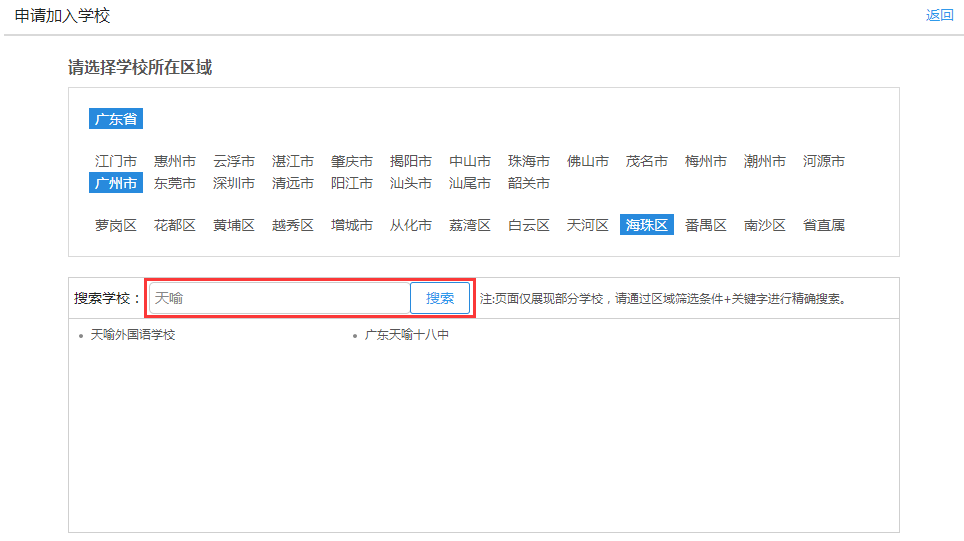 申请加入学校 返回
请选择学校所在区域
广东省
江门市 惠州市 云浮市 湛江市 肇庆市 揭阳市 中山市 珠海市 佛山市 茂名市 梅州市 潮州市 河源市
广州市 东莞市 深圳市 清远市 阳江市 汕头市 汕尾市 韶关市
萝岗区 花都区 黄埔区 越秀区 增城市 从化市 荔湾区 白云区 天河区 海珠区 番禺区 南沙区 省直属
搜索学校： 天喻 搜索 注:页面仅展现部分学校，请通过区域筛选条件+关键字进行精确搜索。
• 天喻外国语学校 • 广东天喻十八中